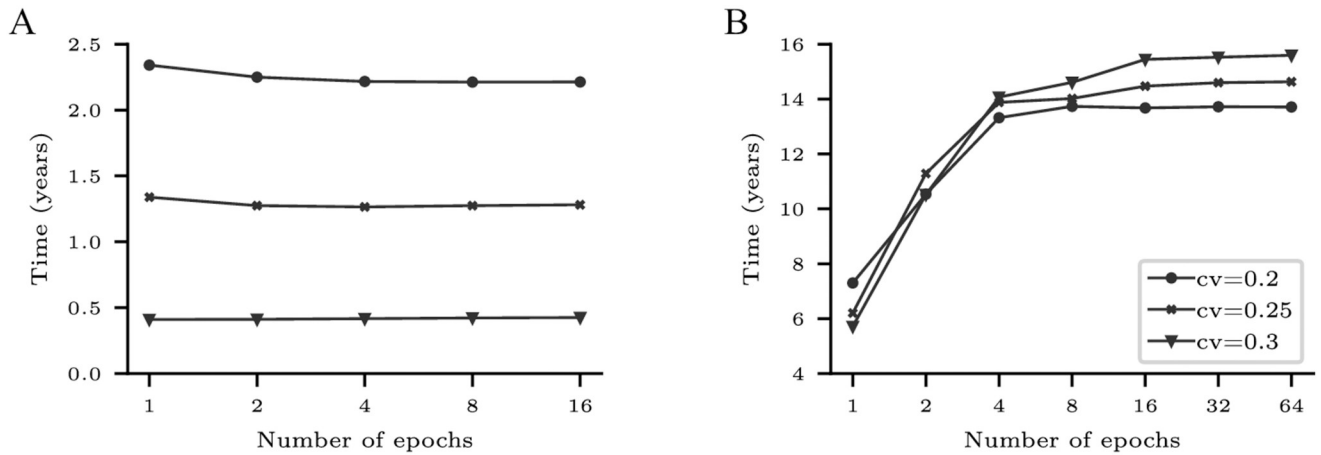 A
2.5
2.0
1.5
1.0
0.5
0.0
Time (years)
1 2 4 8 16
Number of epochs
B
16
14
12
10
8
6
4
Time (years)
cv=0.2
cv=0.25
cv=0.3
1 2 4 8 16 32 64
Number of epochs